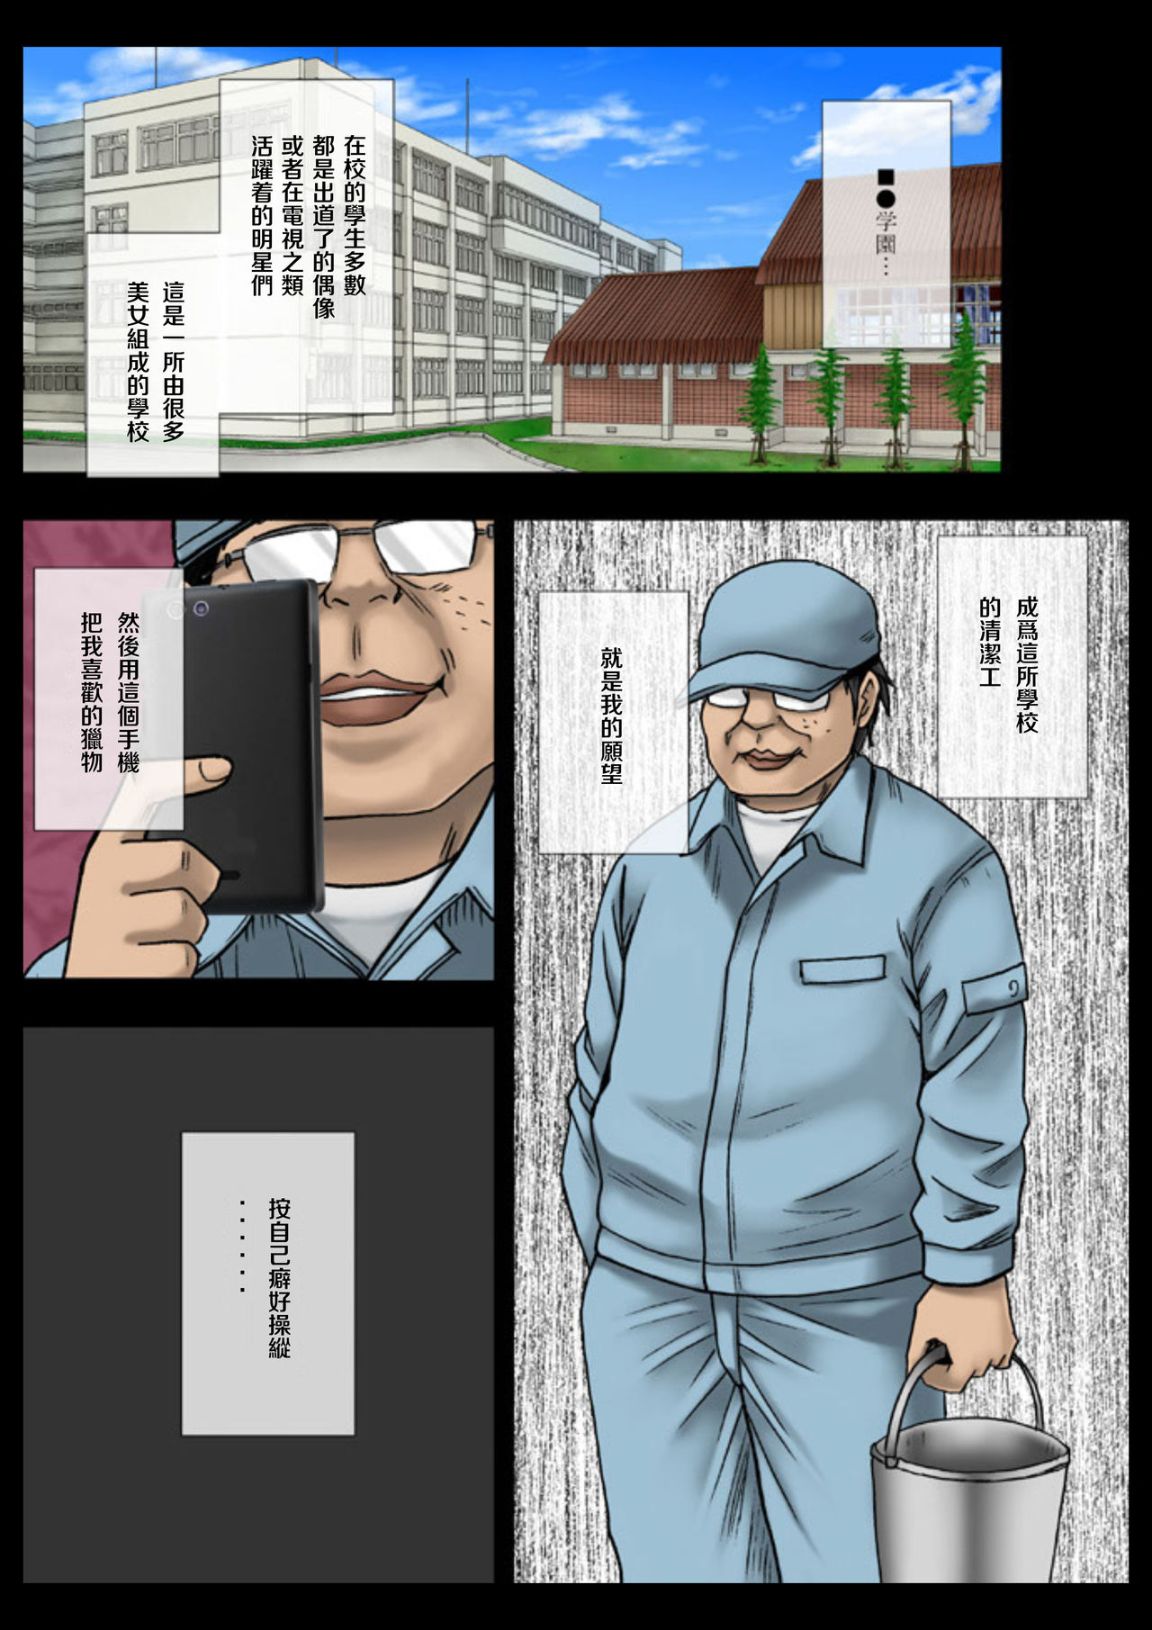 ■●学園…
在校的學生多數
都是出道了的偶像
或者在電視之類
活躍着的明星們
這是一所由很多
美女組成的學校
成爲這所學校
的清潔工
就是我的願望
然後用這個手機
把我喜歡的獵物
按自己癖好操縱
······